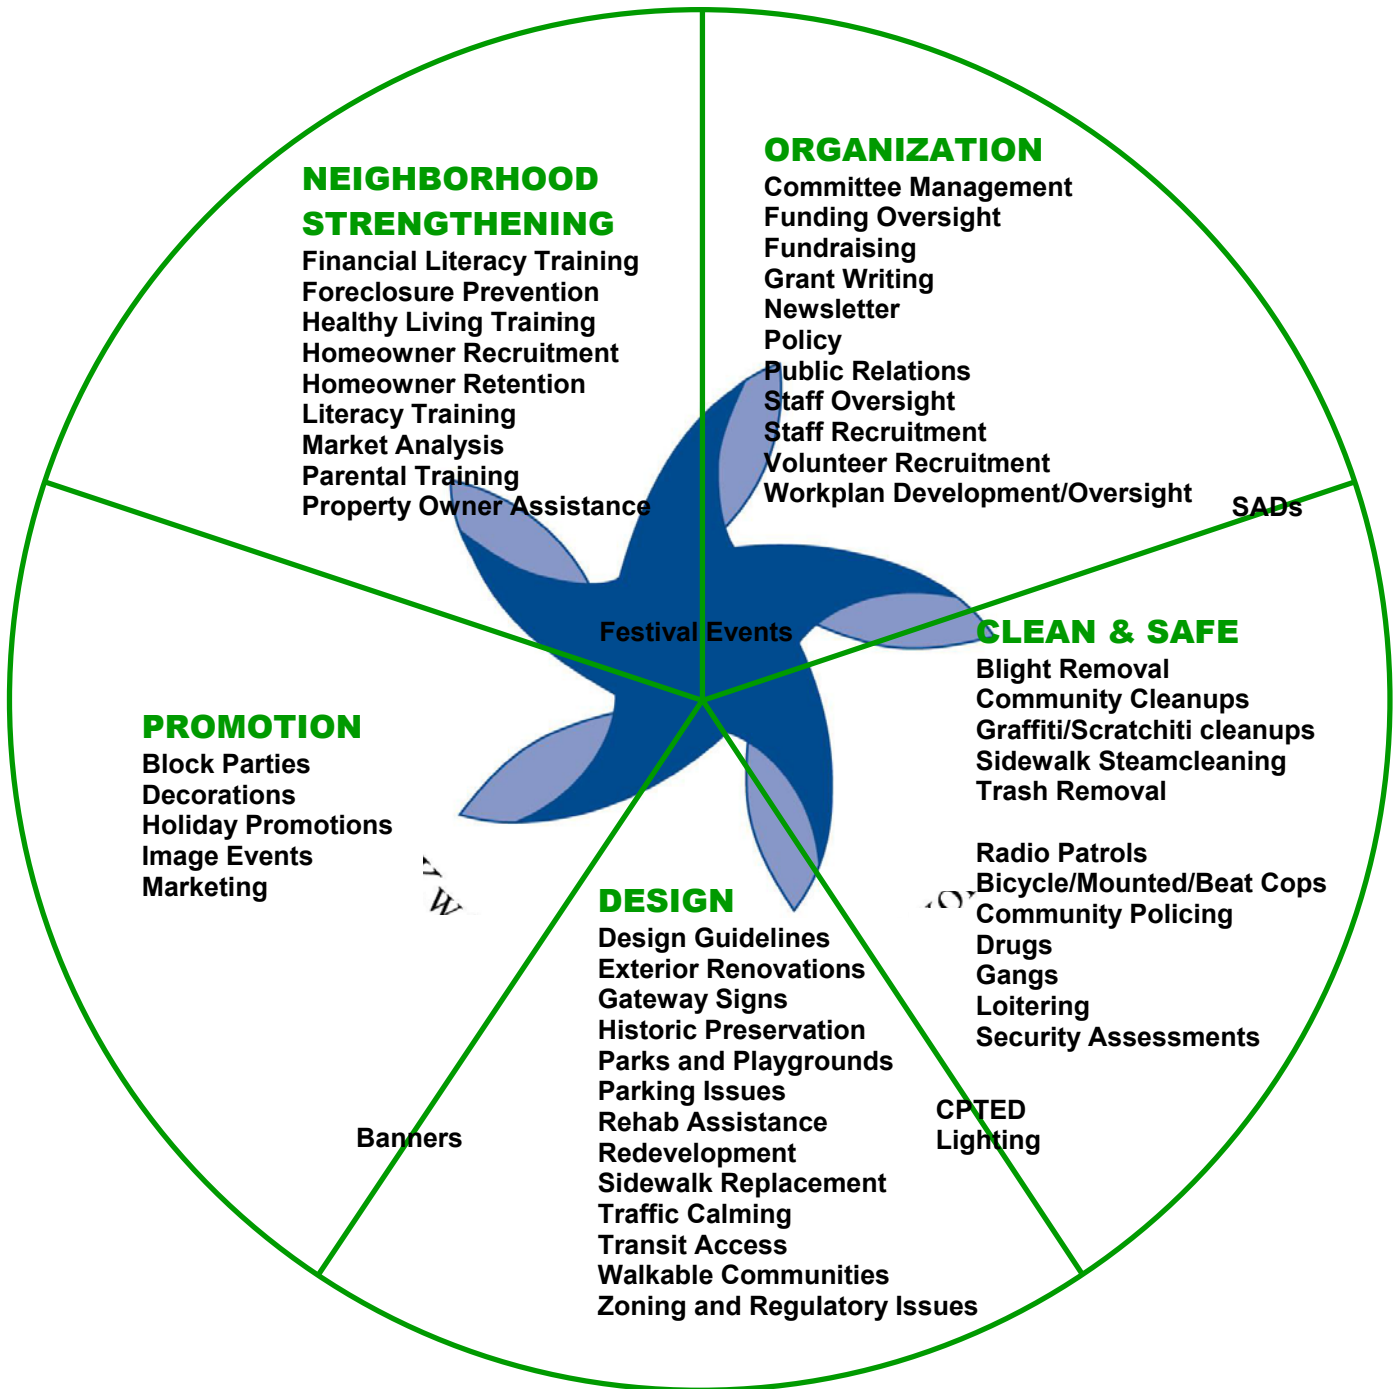 NEIGHBORHOOD
STRENGTHENING
Financial Literacy Training
Foreclosure Prevention
Healthy Living Training
Homeowner Recruitment
Homeowner Retention
Literacy Training
Market Analysis
Parental Training
Property Owner Assistance
ORGANIZATION
Committee Management
Funding Oversight
Fundraising
Grant Writing
Newsletter
Policy
Public Relations
Staff Oversight
Staff Recruitment
Volunteer Recruitment
Workplan Development/Oversight
SADs
Festival Events
CLEAN & SAFE
Blight Removal
Community Cleanups
Graffiti/Scratchiti cleanups
Sidewalk Steamcleaning
Trash Removal
Radio Patrols
Bicycle/Mounted/Beat Cops
Community Policing
Drugs
Gangs
Loitering
Security Assessments
PROMOTION
Block Parties
Decorations
Holiday Promotions
Image Events
Marketing
DESIGN
Design Guidelines
Exterior Renovations
Gateway Signs
Historic Preservation
Parks and Playgrounds
Parking Issues
Rehab Assistance
Redevelopment
Sidewalk Replacement
Traffic Calming
Transit Access
Walkable Communities
Zoning and Regulatory Issues
CPTED
Lighting
Banners